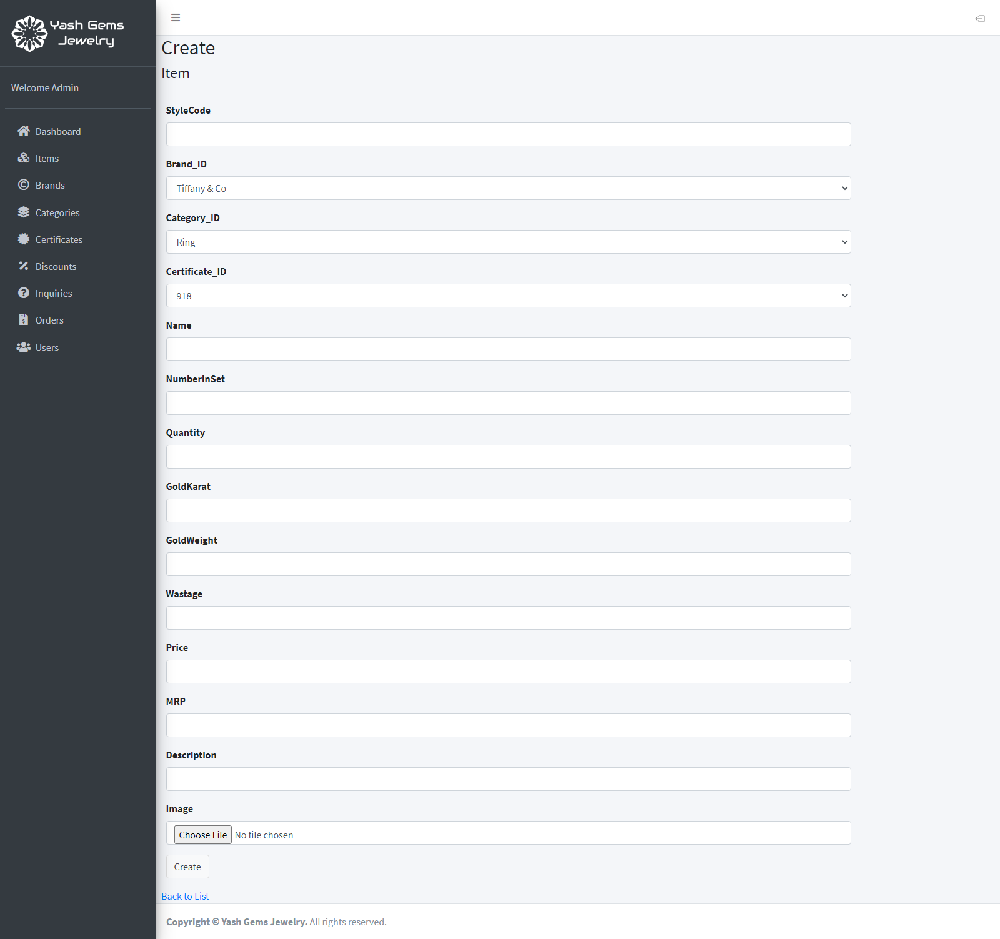 Yash Gems
Jewelry
Welcome Admin
Dashboard
Items
Brands
Categories
Certificates
Discounts
Inquiries
Orders
Users
Create
Item
StyleCode
Brand_ID
Tiffany & Co
Category_ID
Ring
Certificate_ID
918
Name
NumberInSet
Quantity
GoldKarat
GoldWeight
Wastage
Price
MRP
Description
Image
Choose File No file chosen
Create
Back to List
Copyright © Yash Gems Jewelry. All rights reserved.